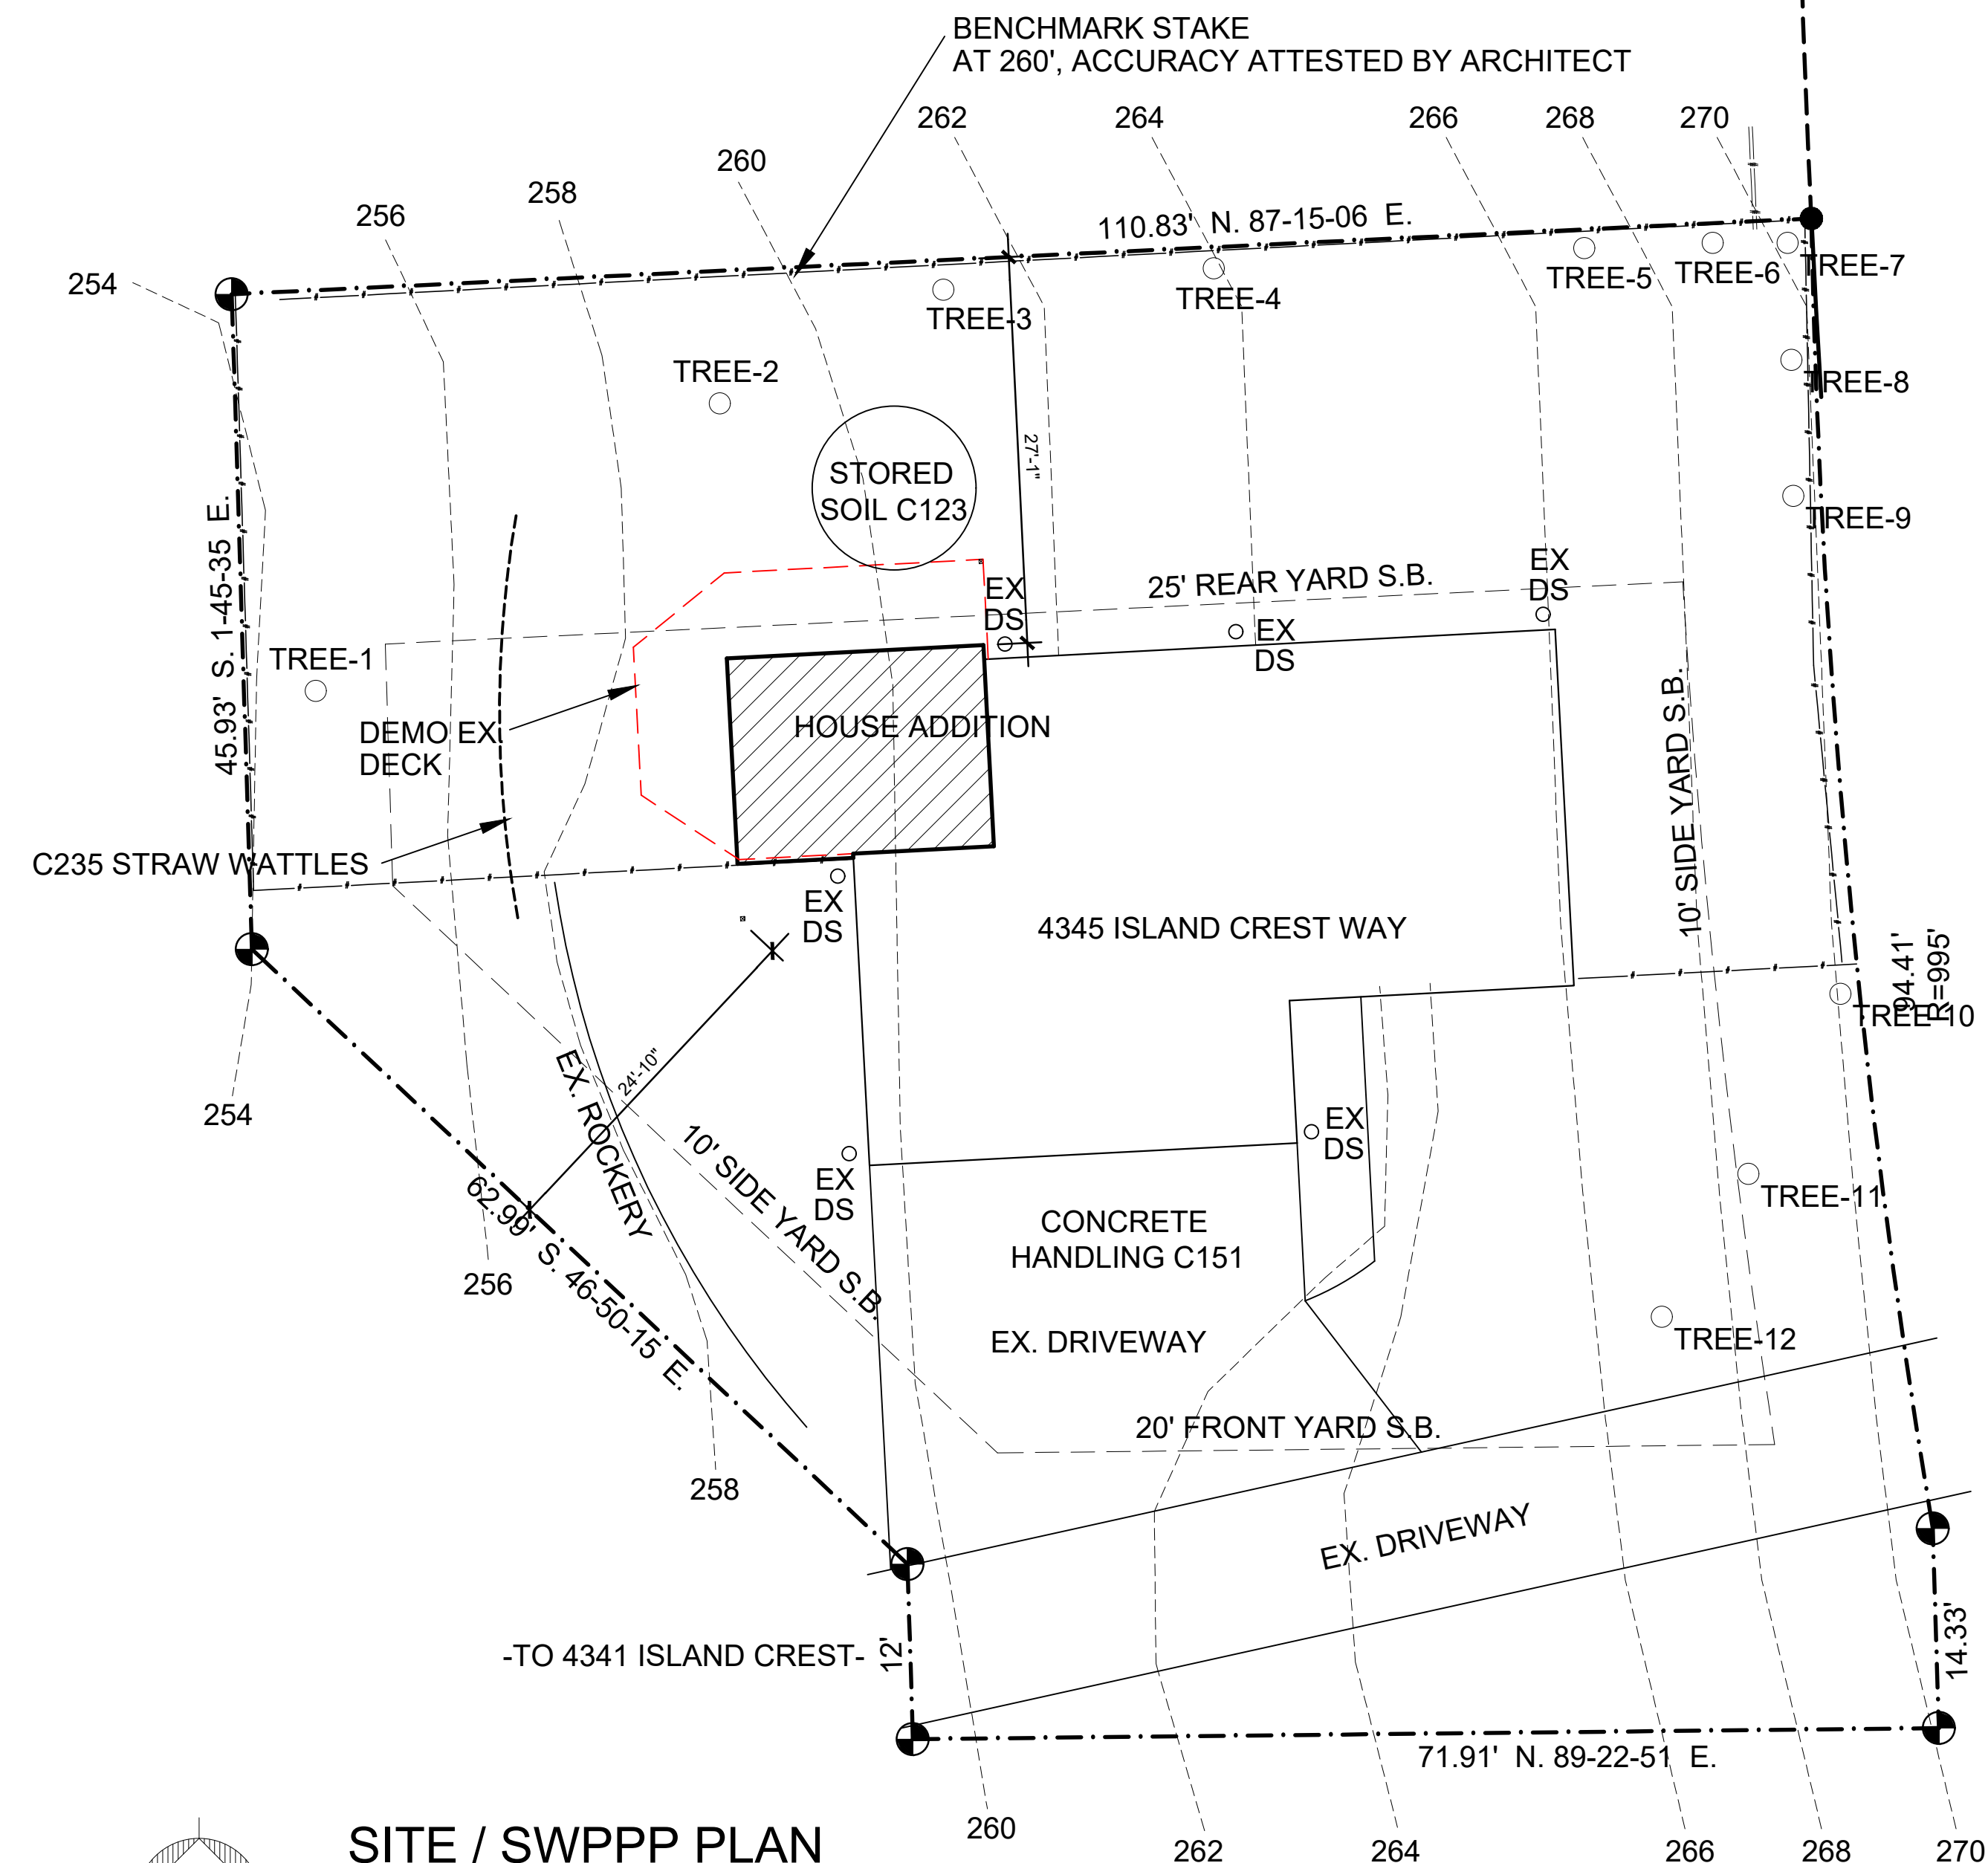 BENCHMARK STAKE
AT 260', ACCURACY ATTESTED BY ARCHITECT
262
264
266
268
270
260
258
256
254
110.83' N. 87-15-06 E.
TREE-5
TREE-6
TREE-7
TREE-4
TREE-3
TREE-2
TREE-8
27'-1"
STORED
SOIL C123
TREE-9
45.93' S. 1-45-35 E.
EX
DS
25' REAR YARD S.B.
EX
DS
EX
DS
TREE-1
DEMO EX.
DECK
HOUSE ADDITION
10' SIDE YARD S.B.
C235 STRAW WATTLES
EX
DS
4345 ISLAND CREST WAY
94.41'
R=995'
TREE-10
24'-10"
254
EX. ROCKERY
EX
DS
10' SIDE YARD S.B.
EX
DS
TREE-11
62.99' S. 46-50-15 E.
CONCRETE
HANDLING C151
256
EX. DRIVEWAY
TREE-12
20' FRONT YARD S.B.
258
EX. DRIVEWAY
-TO 4341 ISLAND CREST-
12'
14.33'
71.91' N. 89-22-51 E.
260
262
264
266
268
270
SITE / SWPPP PLAN